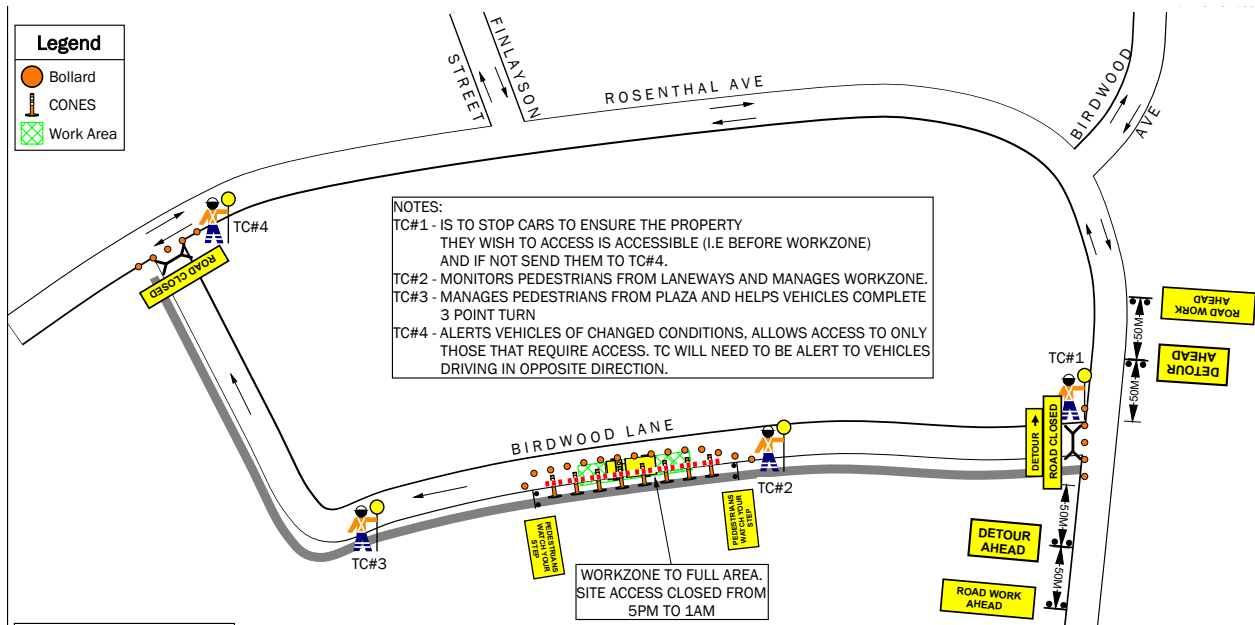 Legend
Bollard
CONES
Work Area
STREET
FINLAYSON
ROSENTHAL AVE
BIRDWOOD
AVE
TC#4
ROAD CLOSED
NOTES:
TC#1 - IS TO STOP CARS TO ENSURE THE PROPERTY
THEY WISH TO ACCESS IS ACCESSIBLE (I.E BEFORE WORKZONE)
AND IF NOT SEND THEM TO TC#4.
TC#2 - MONITORS PEDESTRIANS FROM LANEWAYS AND MANAGES WORKZONE.
TC#3 - MANAGES PEDESTRIANS FROM PLAZA AND HELPS VEHICLES COMPLETE
3 POINT TURN
TC#4 - ALERTS VEHICLES OF CHANGED CONDITIONS, ALLOWS ACCESS TO ONLY
THOSE THAT REQUIRE ACCESS. TC WILL NEED TO BE ALERT TO VEHICLES
DRIVING IN OPPOSITE DIRECTION.
ROAD WORK
AHEAD
50M
DETOUR
AHEAD
50M
TC#1
DETOUR
ROAD CLOSED
BIRDWOOD LANE
TC#2
TC#3
PEDESTRIANS
WATCH YOUR
STEP
PEDESTRIANS
WATCH YOUR
STEP
WORKZONE TO FULL AREA.
SITE ACCESS CLOSED FROM
5PM TO 1AM
50M
DETOUR
AHEAD
50M
ROAD WORK
AHEAD